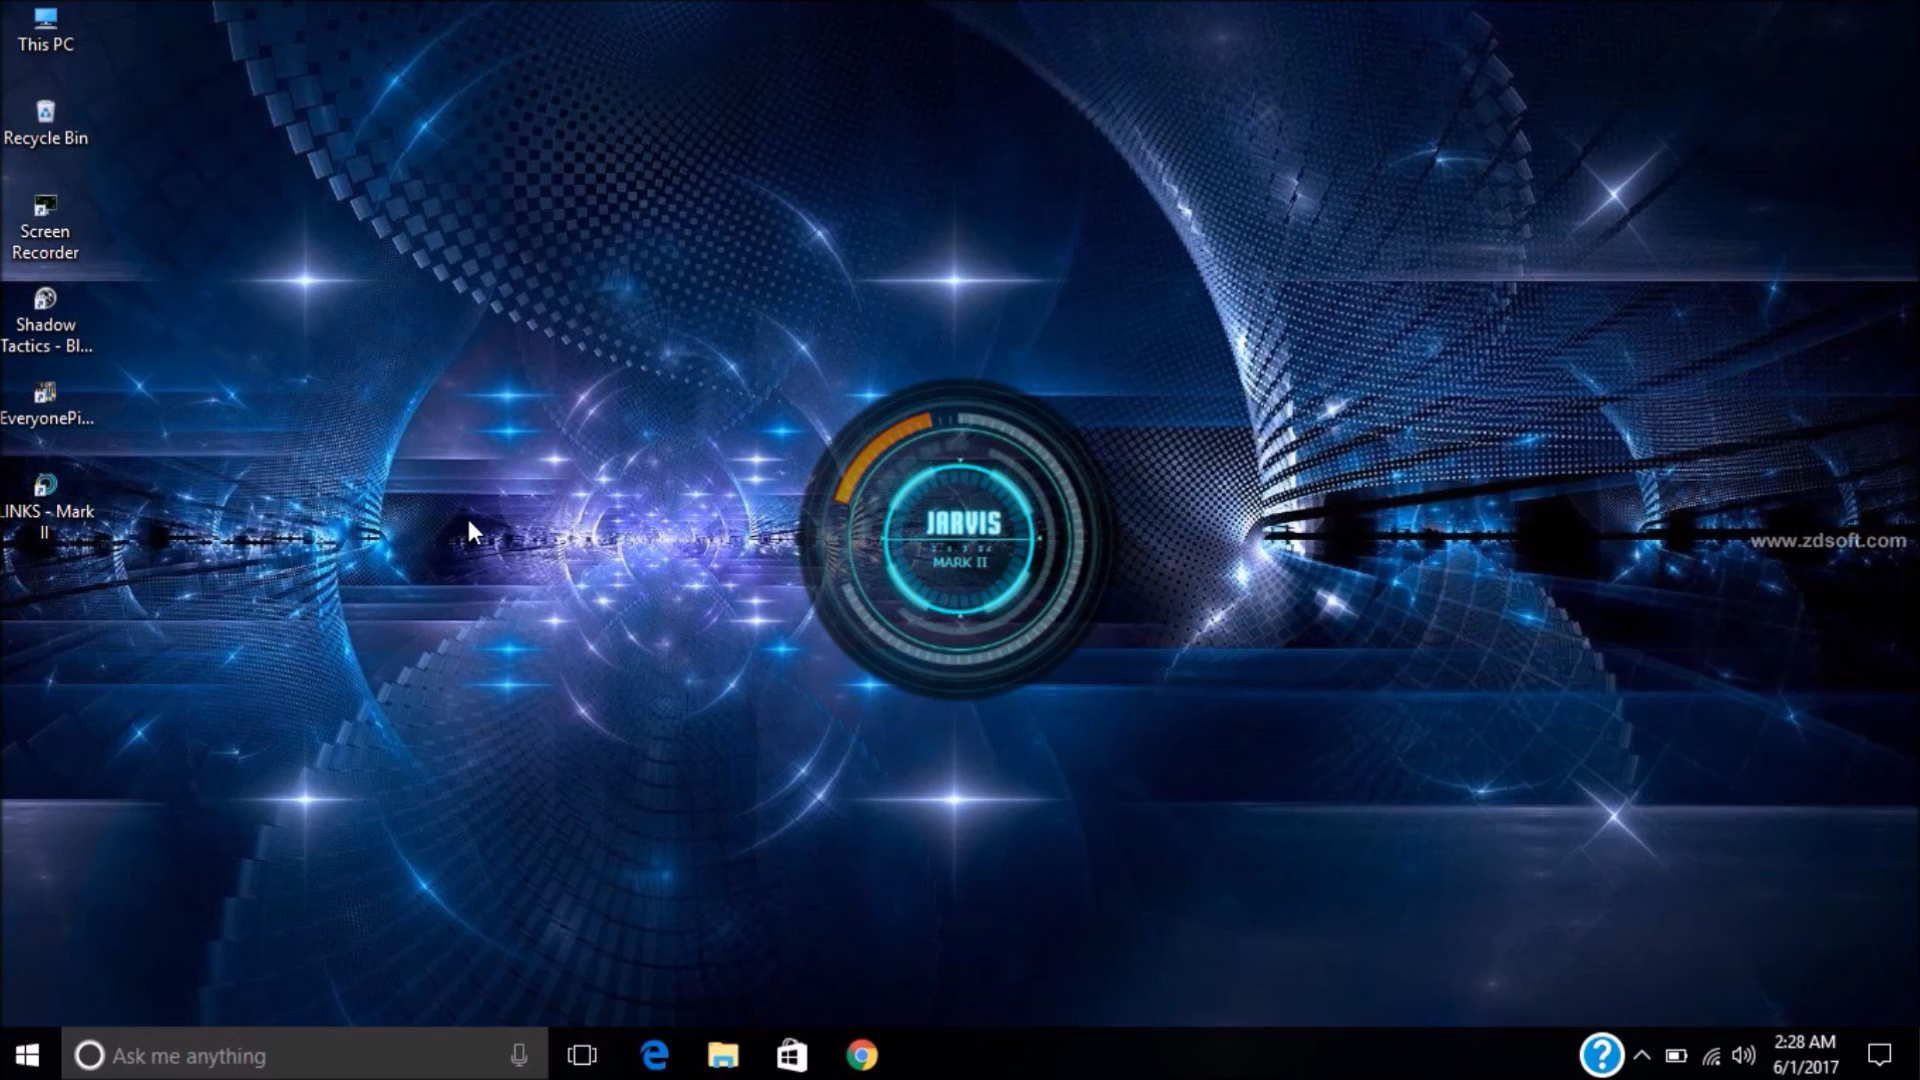 This PC
Recycle Bin
Screen
Recorder
Shadow
Tactics - Bl...
EveryonePi...
LINKS - Mark
II
JARVIS
MARK II
www.zdsoft.com
Ask me anything
2:28 AM
6/1/2017